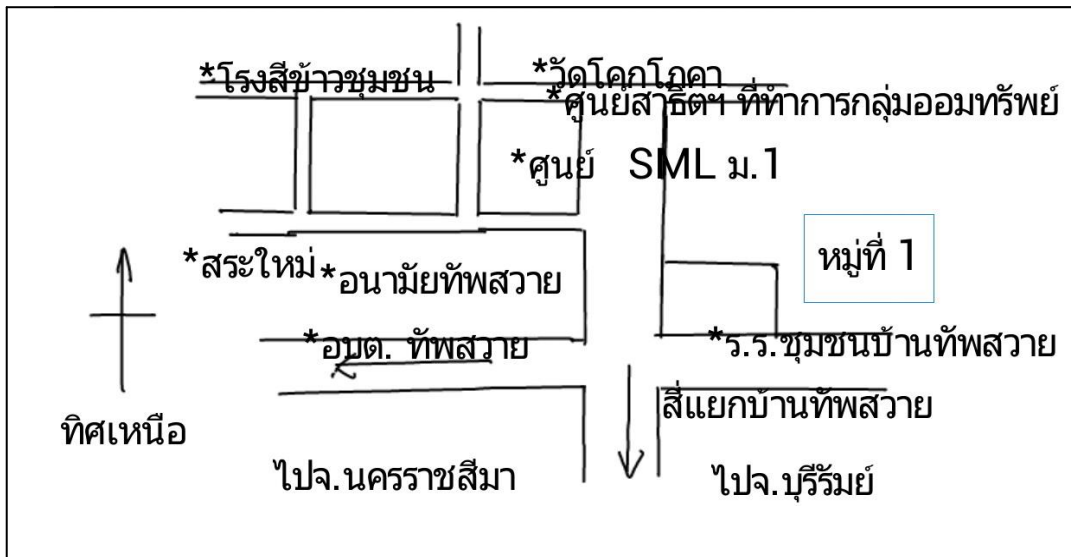 *โรงสีข้าวชุมชน
*วัดโคกโภคา
*ศูนย์สาธิตฯ ที่ทำการกลุ่มออมทรัพย์
*ศูนย์ SML ม.1
หมู่ที่ 1
*สระใหม่
*อนามัยทัพสวาย
*อบต. ทัพสวาย
*ร.ร.ชุมชนบ้านทัพสวาย
สี่แยกบ้านทัพสวาย
ทิศเหนือ
ไปจ.นครราชสีมา
ไปจ.บุรีรัมย์